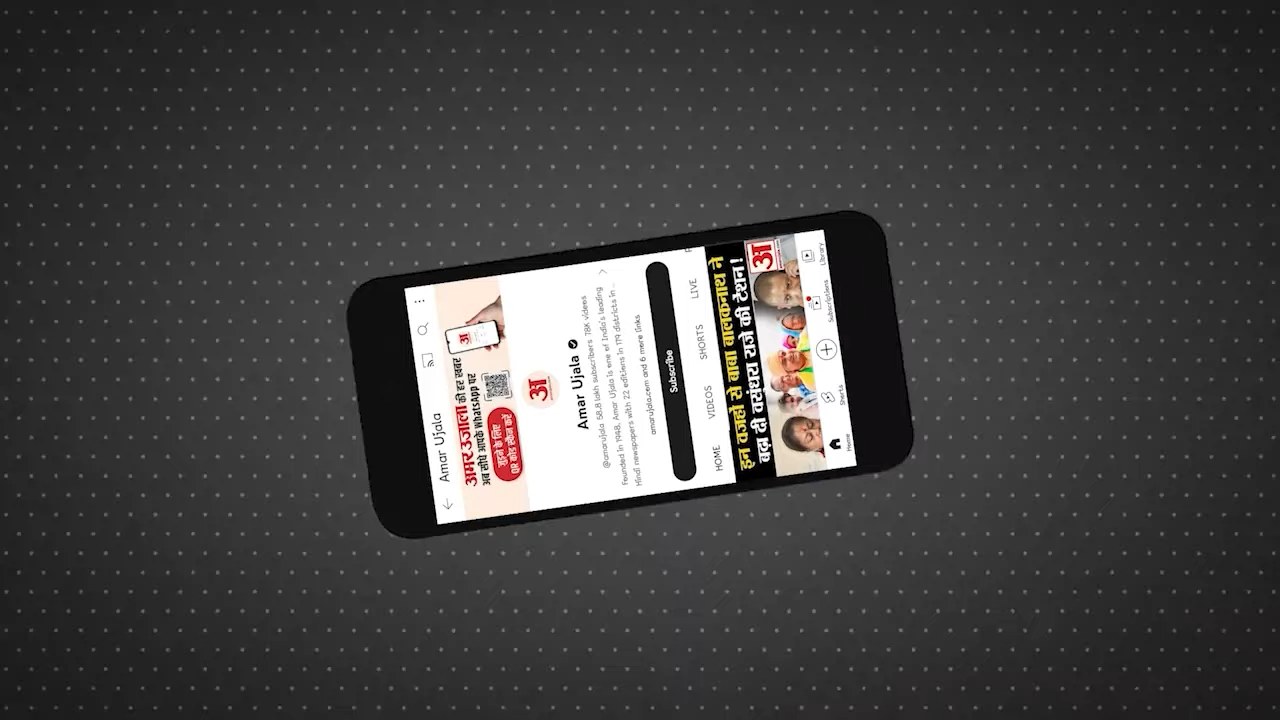 Amar Ujala
अमर उजाला की हर खबर
अब सीधे आपके WhatsApp पर
जुड़ने के लिए
QR कोड स्कैन करें
अ
अ
Amar Ujala
@amarujala 58.8 lakh subscribers 78K videos
Founded in 1948, Amar Ujala is one of India's leading
Hindi newspapers with 22 editions in 179 districts in ...
amarujala.com and 6 more links
Subscribe
HOME VIDEOS SHORTS LIVE
इन वजहों से बाबा बालकनाथ ने
बढ़ा दी वसुंधरा राजे की टेंशन!
अ
Home Shorts Subscriptions Library